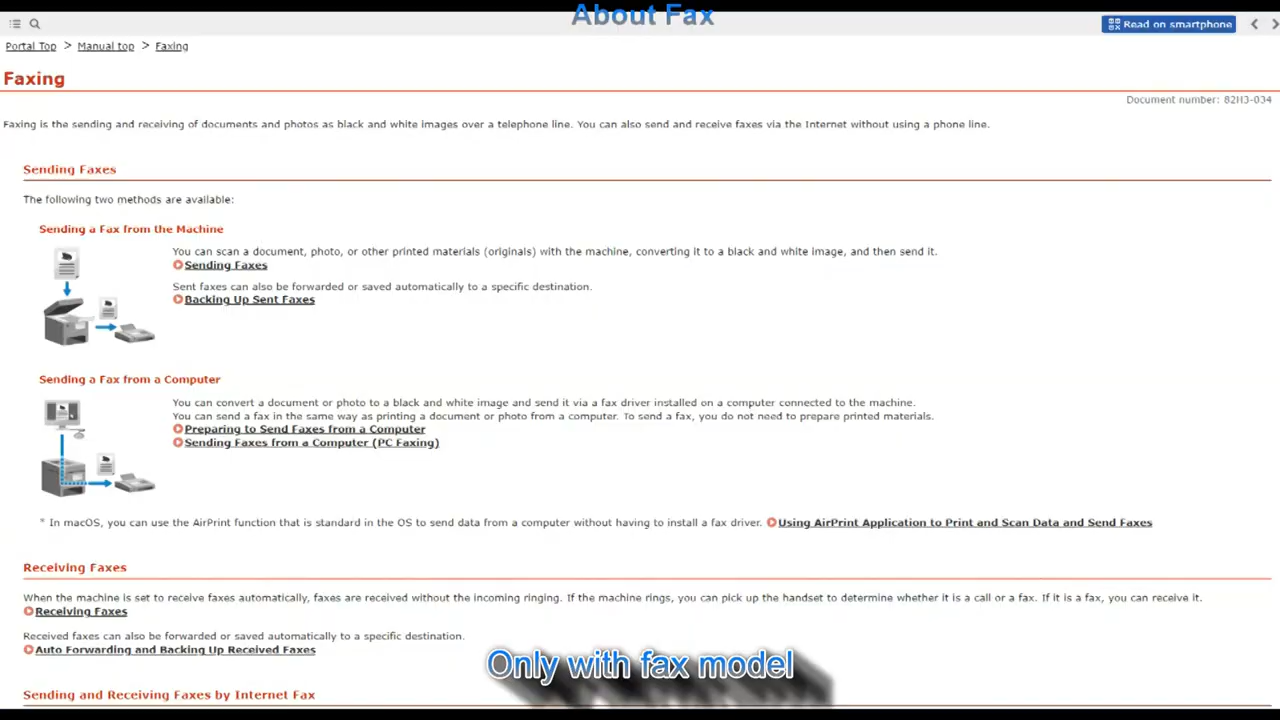 About Fax
Read on smartphone
Portal Top > Manual top > Faxing
Faxing
Document number: 82H3-034
Faxing is the sending and receiving of documents and photos as black and white images over a telephone line. You can also send and receive faxes via the Internet without using a phone line.
Sending Faxes
The following two methods are available:
Sending a Fax from the Machine
You can scan a document, photo, or other printed materials (originals) with the machine, converting it to a black and white image, and then send it.
Sending Faxes
Sent faxes can also be forwarded or saved automatically to a specific destination.
Backing Up Sent Faxes
Sending a Fax from a Computer
You can convert a document or photo to a black and white image and send it via a fax driver installed on a computer connected to the machine.
You can send a fax in the same way as printing a document or photo from a computer. To send a fax, you do not need to prepare printed materials.
Preparing to Send Faxes from a Computer
Sending Faxes from a Computer (PC Faxing)
* In macOS, you can use the AirPrint function that is standard in the OS to send data from a computer without having to install a fax driver. Using AirPrint Application to Print and Scan Data and Send Faxes
Receiving Faxes
When the machine is set to receive faxes automatically, faxes are received without the incoming ringing. If the machine rings, you can pick up the handset to determine whether it is a call or a fax. If it is a fax, you can receive it.
Receiving Faxes
Received faxes can also be forwarded or saved automatically to a specific destination.
Auto Forwarding and Backing Up Received Faxes
Only with fax model
Sending and Receiving Faxes by Internet Fax